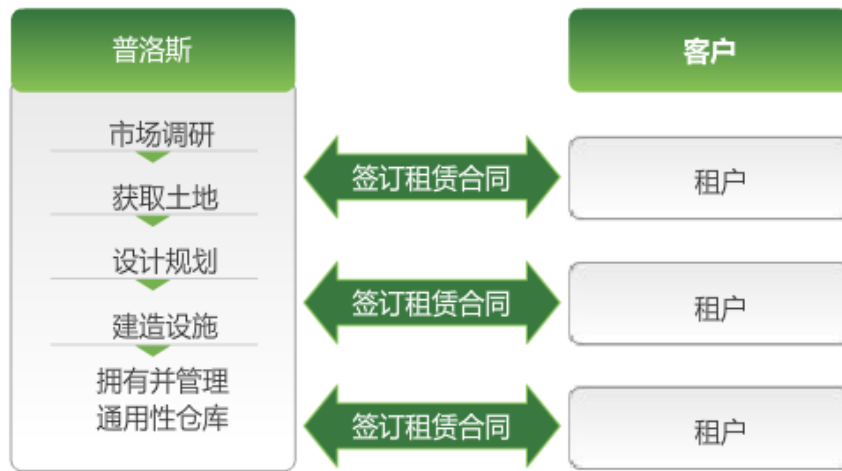 普洛斯
市场调研
获取土地
设计规划
建造设施
拥有并管理
通用性仓库
签订租赁合同
签订租赁合同
签订租赁合同
客户
租户
租户
租户